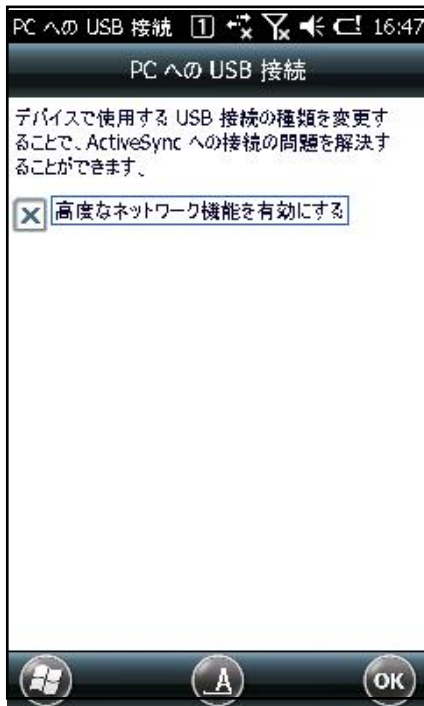 PC への USB 接続 1 16:47
PC への USB 接続
デバイスで使用する USB 接続の種類を変更す
ることで、ActiveSync への接続の問題を解決す
ることができます。
高度なネットワーク機能を有効にする
A OK